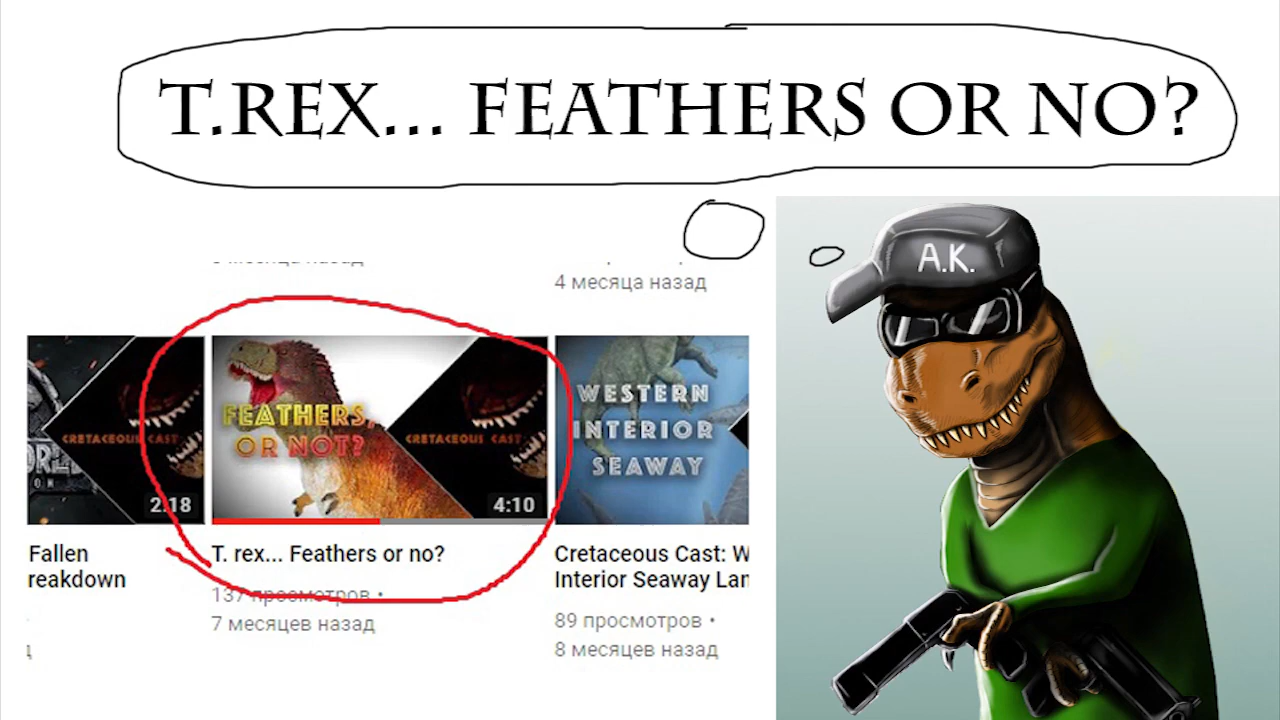 T.REX... FEATHERS OR NO?
A.K.
4 месяца назад
FEATHERS,
OR NOT?
CRETACEOUS CAST
CRETACEOUS CAST
WESTERN
INTERIOR
SEAWAY
2:18
4:10
Fallen
reakdown
T. rex... Feathers or no?
137 просмотров •
7 месяцев назад
Cretaceous Cast: W
Interior Seaway Lan
89 просмотров •
8 месяцев назад